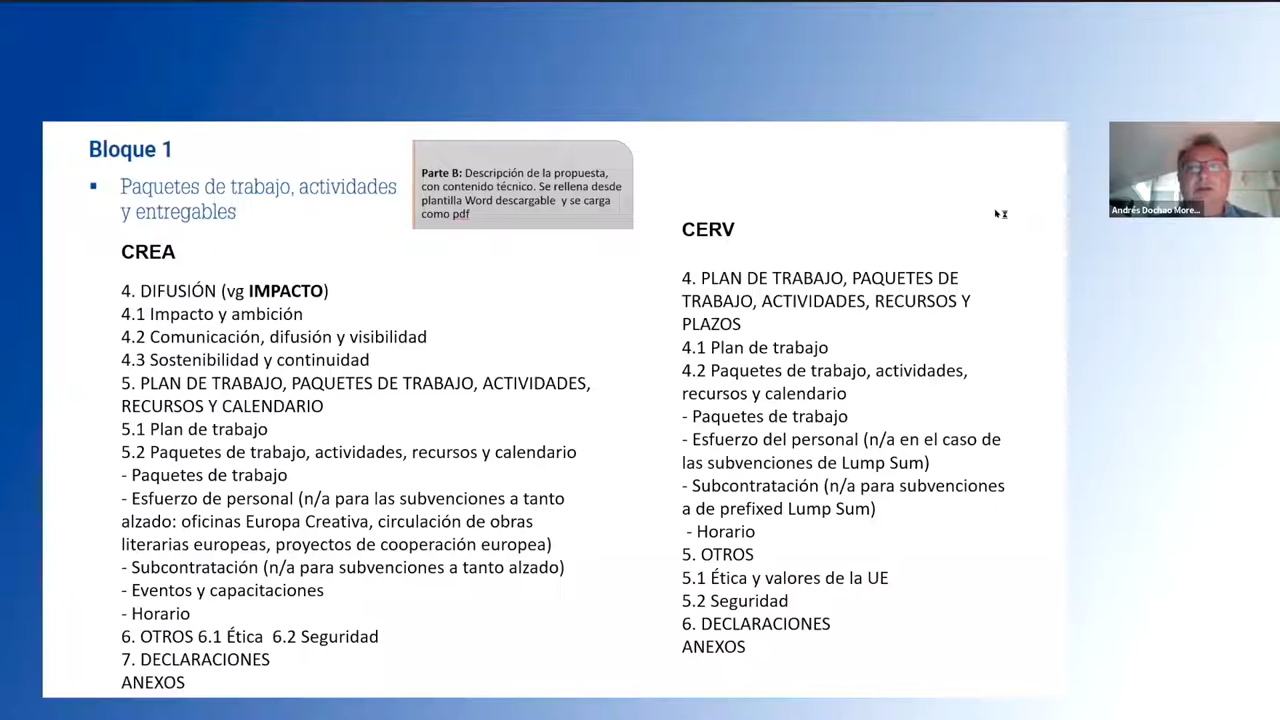 Bloque 1
▪ Paquetes de trabajo, actividades
y entregables
Parte B: Descripción de la propuesta,
con contenido técnico. Se rellena desde
plantilla Word descargable y se carga
como pdf
CREA
4. DIFUSIÓN (vg IMPACTO)
4.1 Impacto y ambición
4.2 Comunicación, difusión y visibilidad
4.3 Sostenibilidad y continuidad
5. PLAN DE TRABAJO, PAQUETES DE TRABAJO, ACTIVIDADES,
RECURSOS Y CALENDARIO
5.1 Plan de trabajo
5.2 Paquetes de trabajo, actividades, recursos y calendario
- Paquetes de trabajo
- Esfuerzo de personal (n/a para las subvenciones a tanto
alzado: oficinas Europa Creativa, circulación de obras
literarias europeas, proyectos de cooperación europea)
- Subcontratación (n/a para subvenciones a tanto alzado)
- Eventos y capacitaciones
- Horario
6. OTROS 6.1 Ética 6.2 Seguridad
7. DECLARACIONES
ANEXOS
CERV
4. PLAN DE TRABAJO, PAQUETES DE
TRABAJO, ACTIVIDADES, RECURSOS Y
PLAZOS
4.1 Plan de trabajo
4.2 Paquetes de trabajo, actividades,
recursos y calendario
- Paquetes de trabajo
- Esfuerzo del personal (n/a en el caso de
las subvenciones de Lump Sum)
- Subcontratación (n/a para subvenciones
a de prefixed Lump Sum)
- Horario
5. OTROS
5.1 Ética y valores de la UE
5.2 Seguridad
6. DECLARACIONES
ANEXOS
Andrés Dochao More...